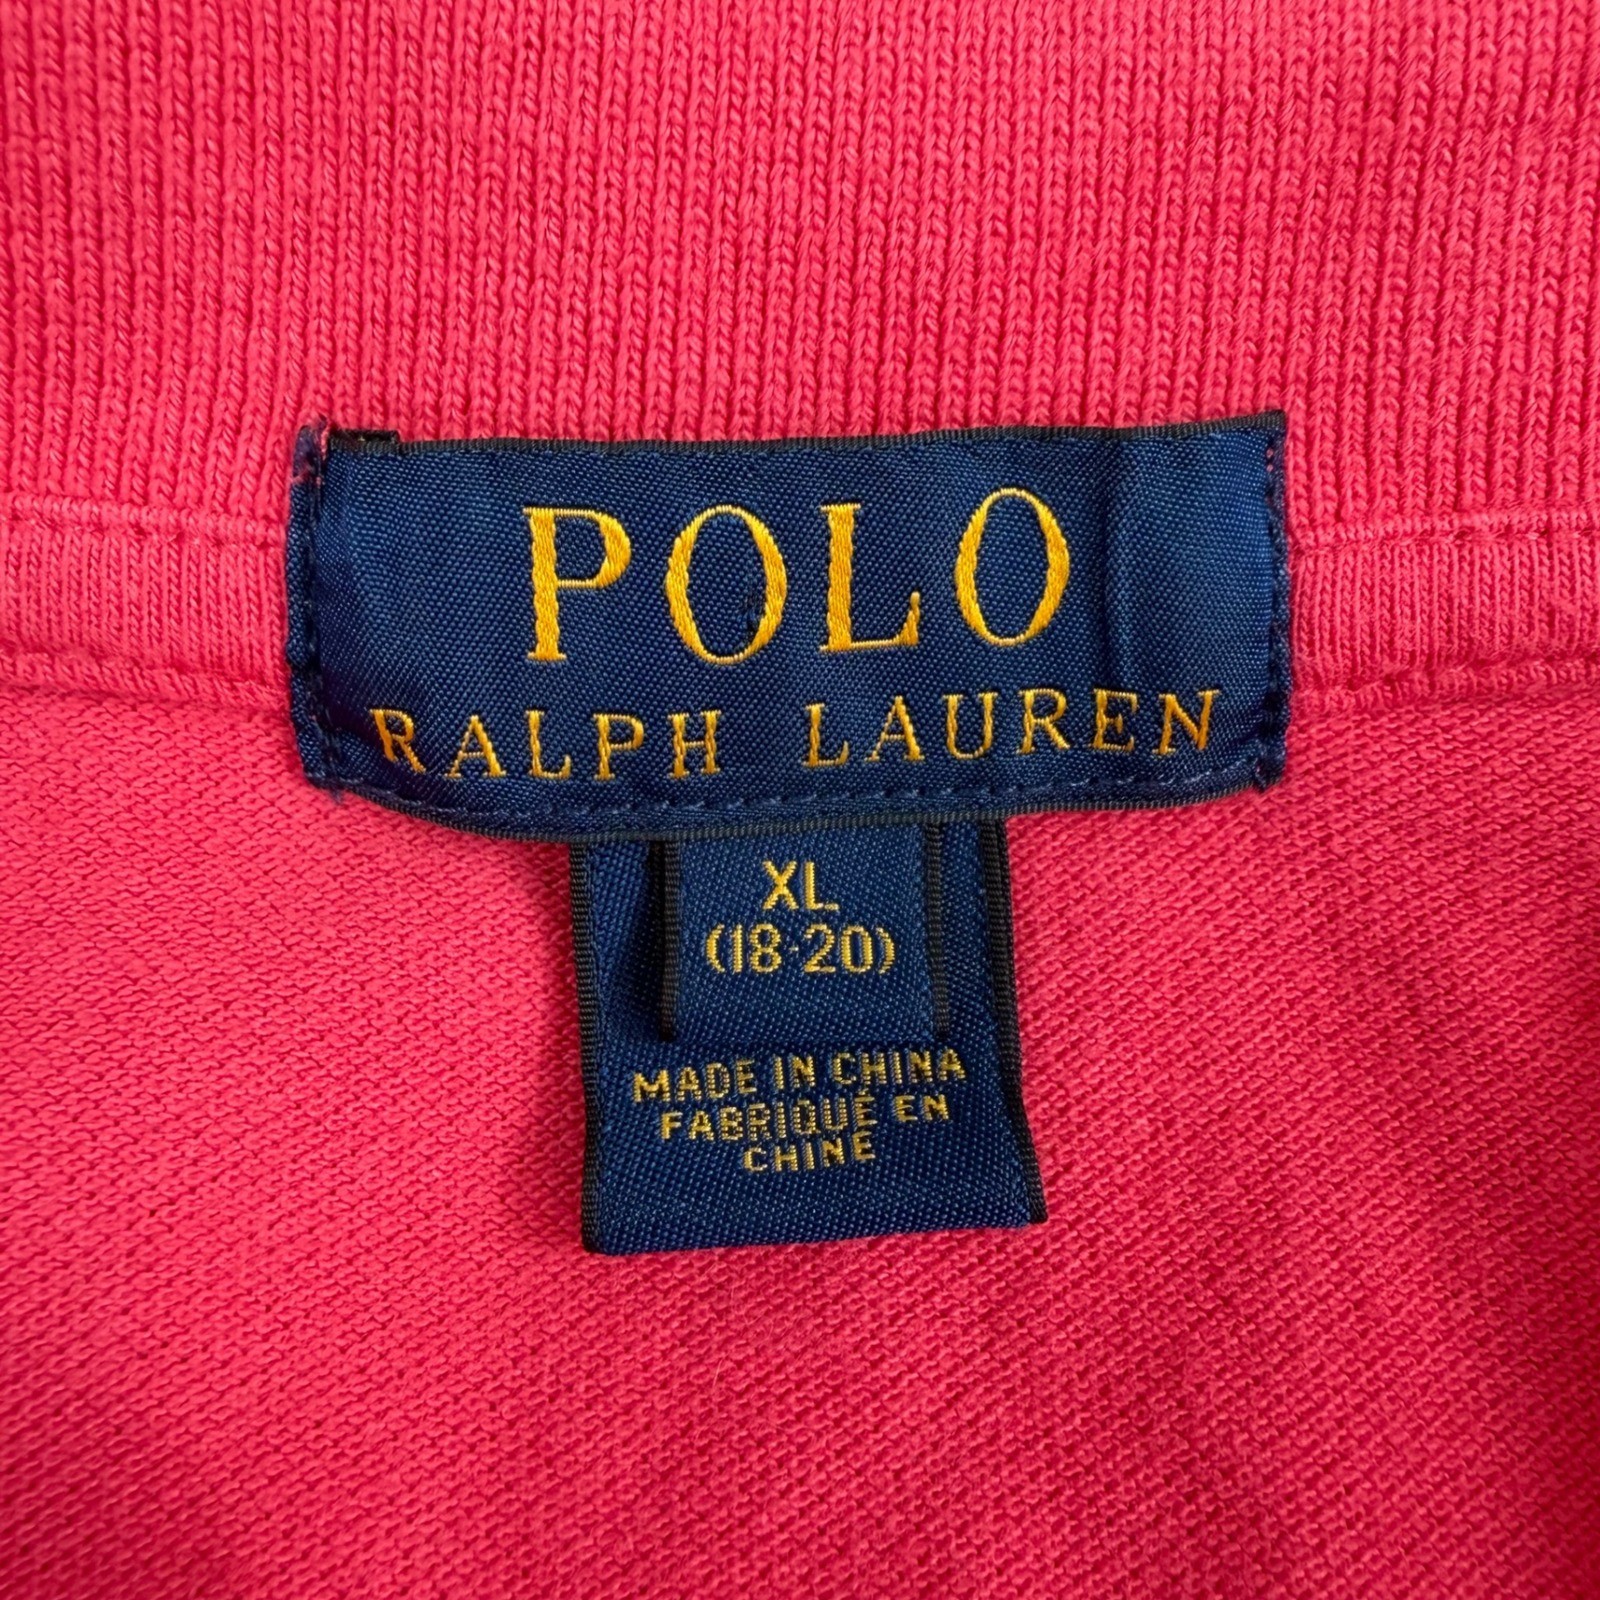 POLO
RALPH LAUREN
XL
(18-20)
MADE IN CHINA
FABRIQUÉ EN
CHINE